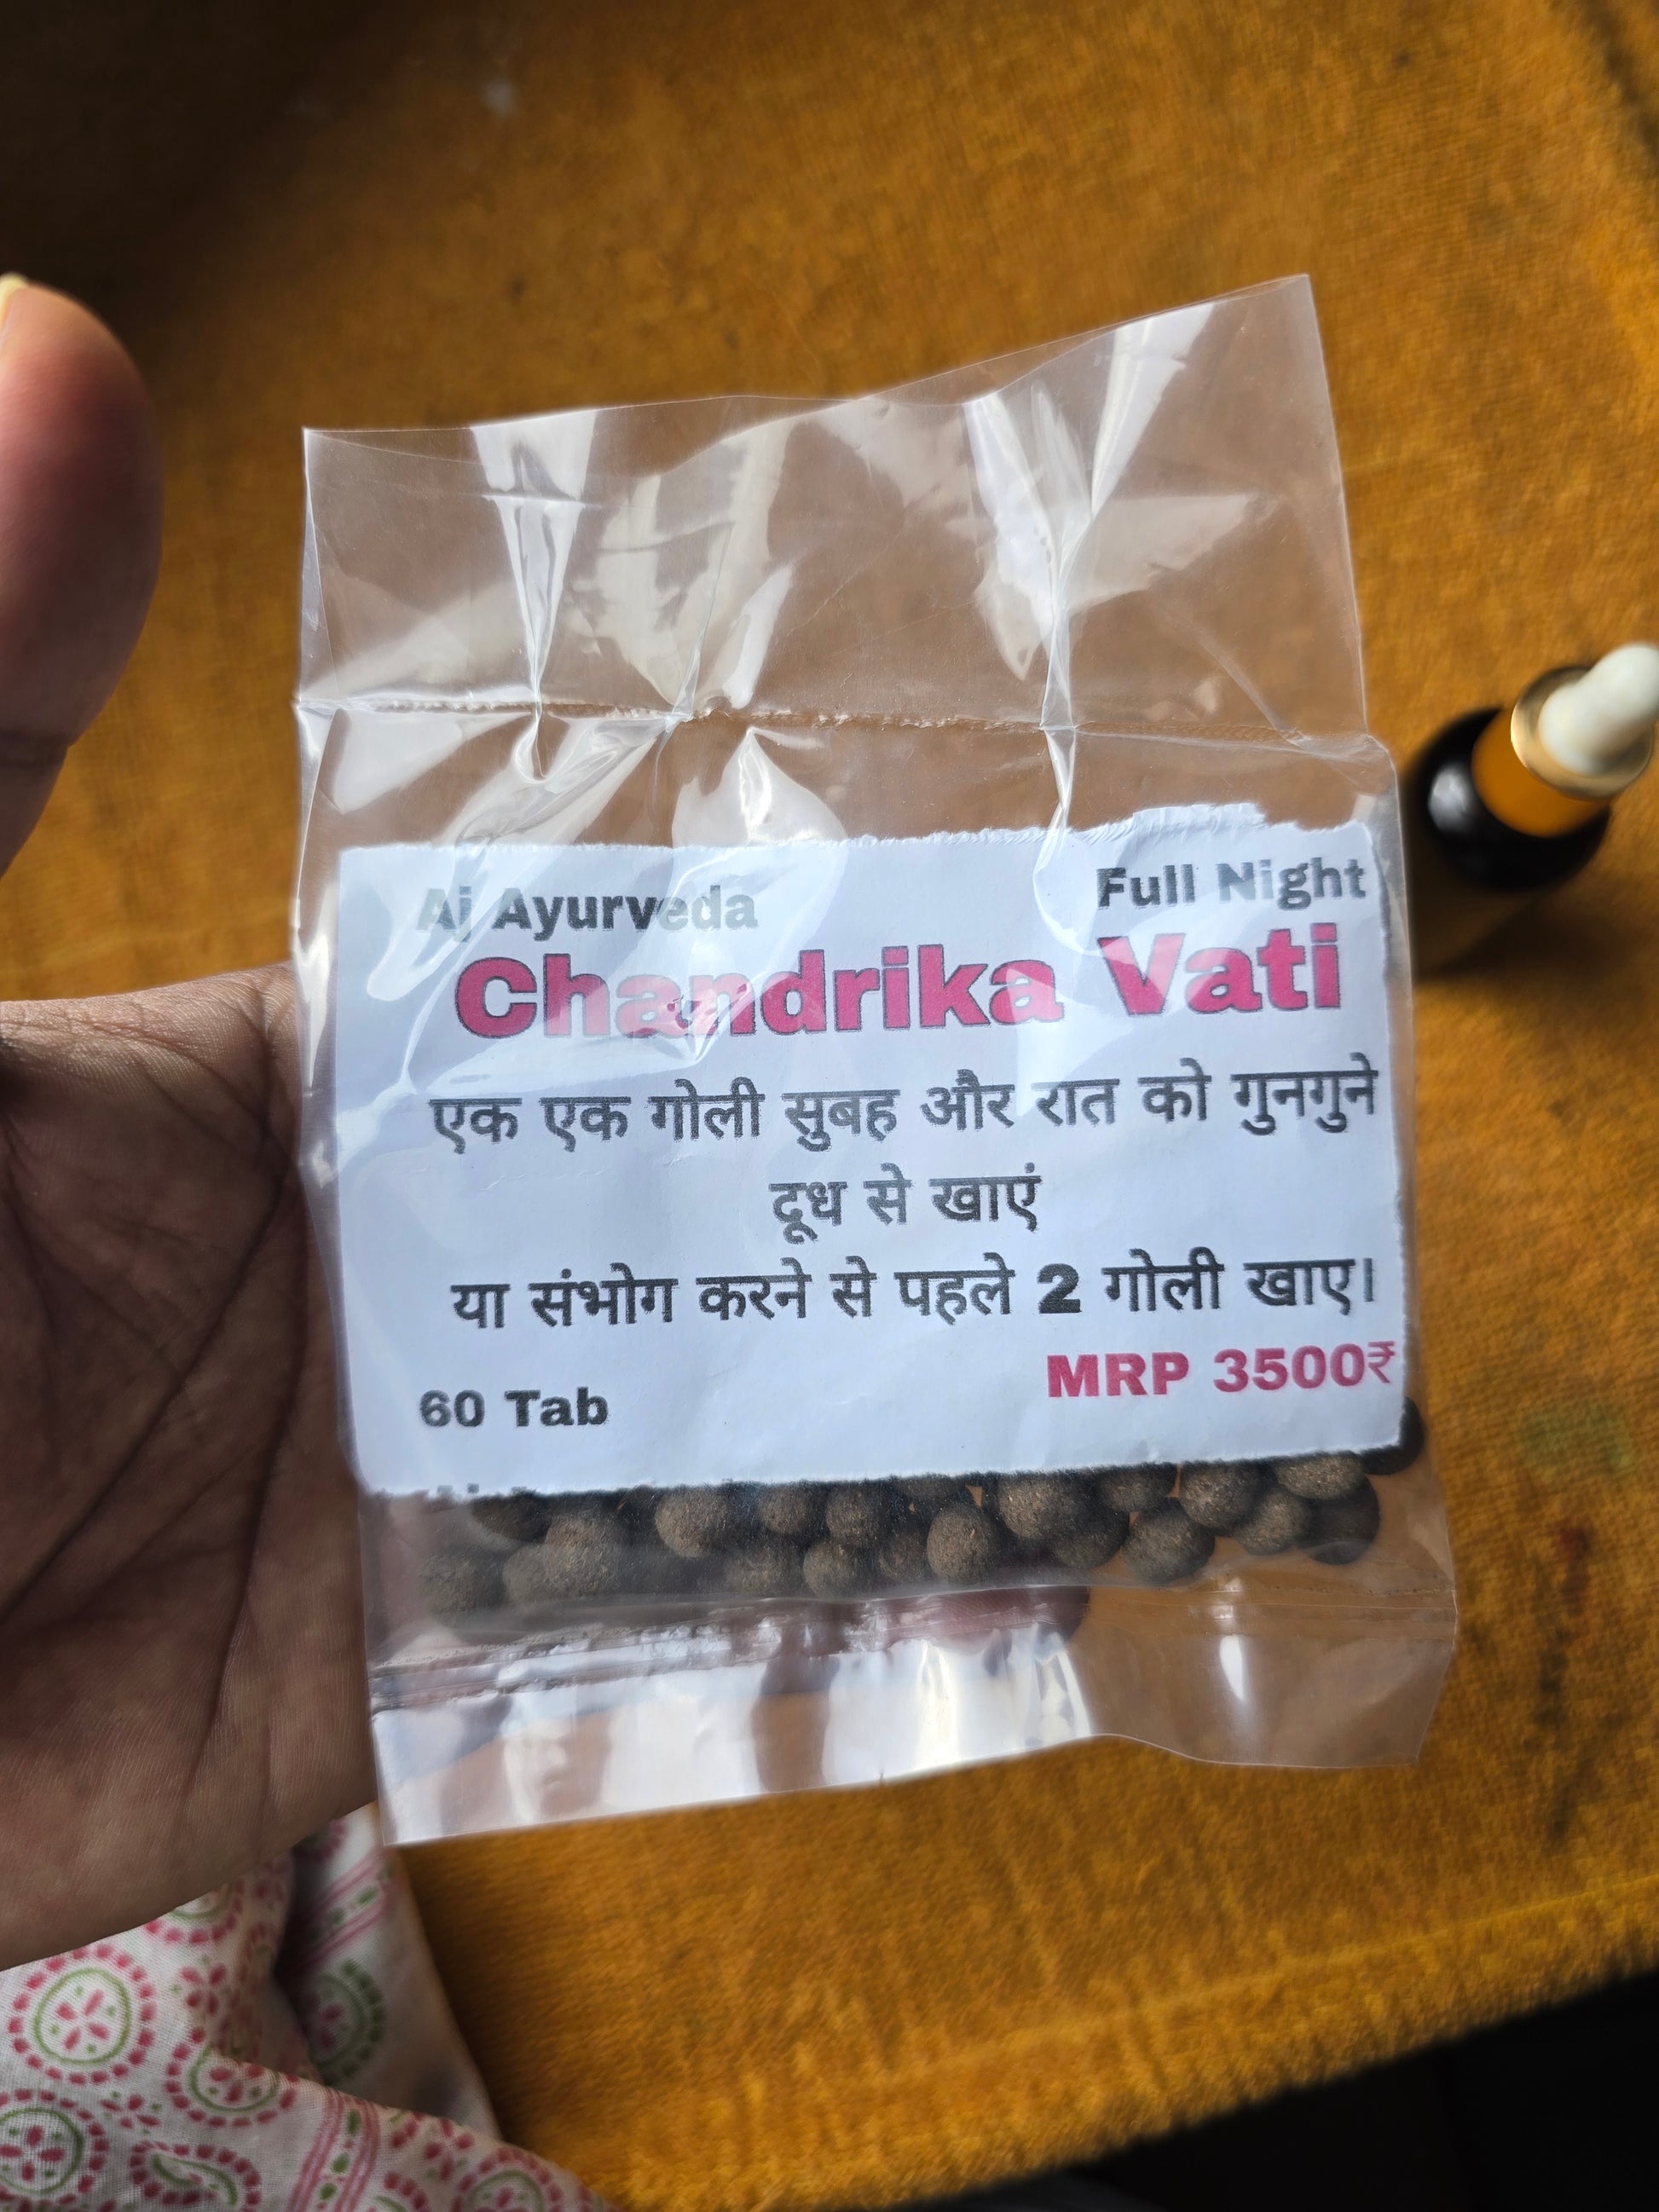 Aj Ayurveda
Full Night
Chandrika Vati
एक एक गोली सुबह और रात को गुनगुने
दूध से खाएं
या संभोग करने से पहले 2 गोली खाए।
MRP 3500₹
60 Tab